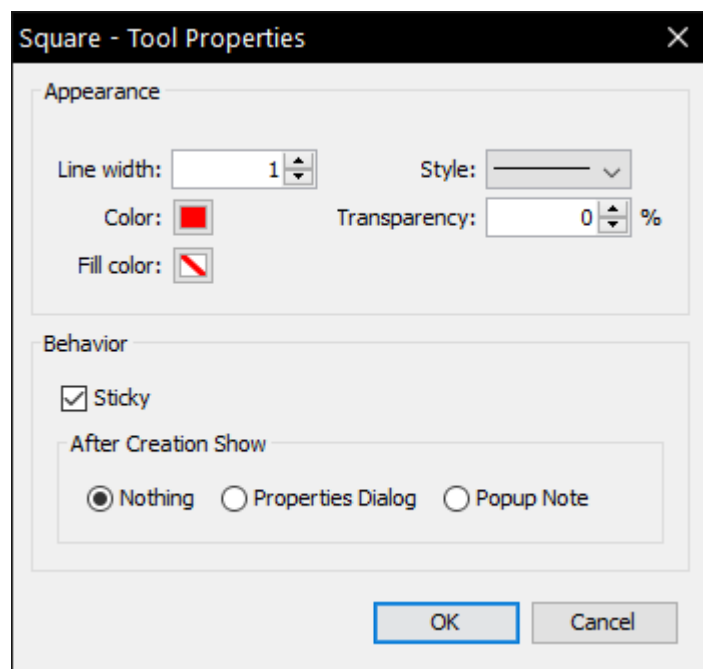 Square - Tool Properties
Appearance
Line width: 1 Style:
Color: Transparency: 0 %
Fill color:
Behavior
Sticky
After Creation Show
Nothing Properties Dialog Popup Note
OK Cancel